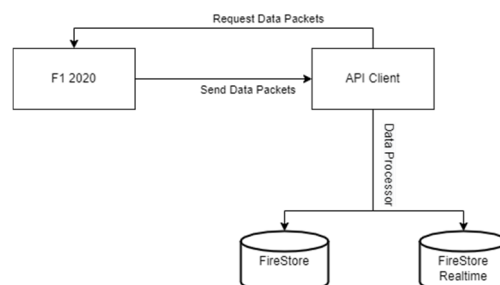 Request Data Packets
F1 2020
API Client
Send Data Packets
Data Processor
FireStore
FireStore
Realtime